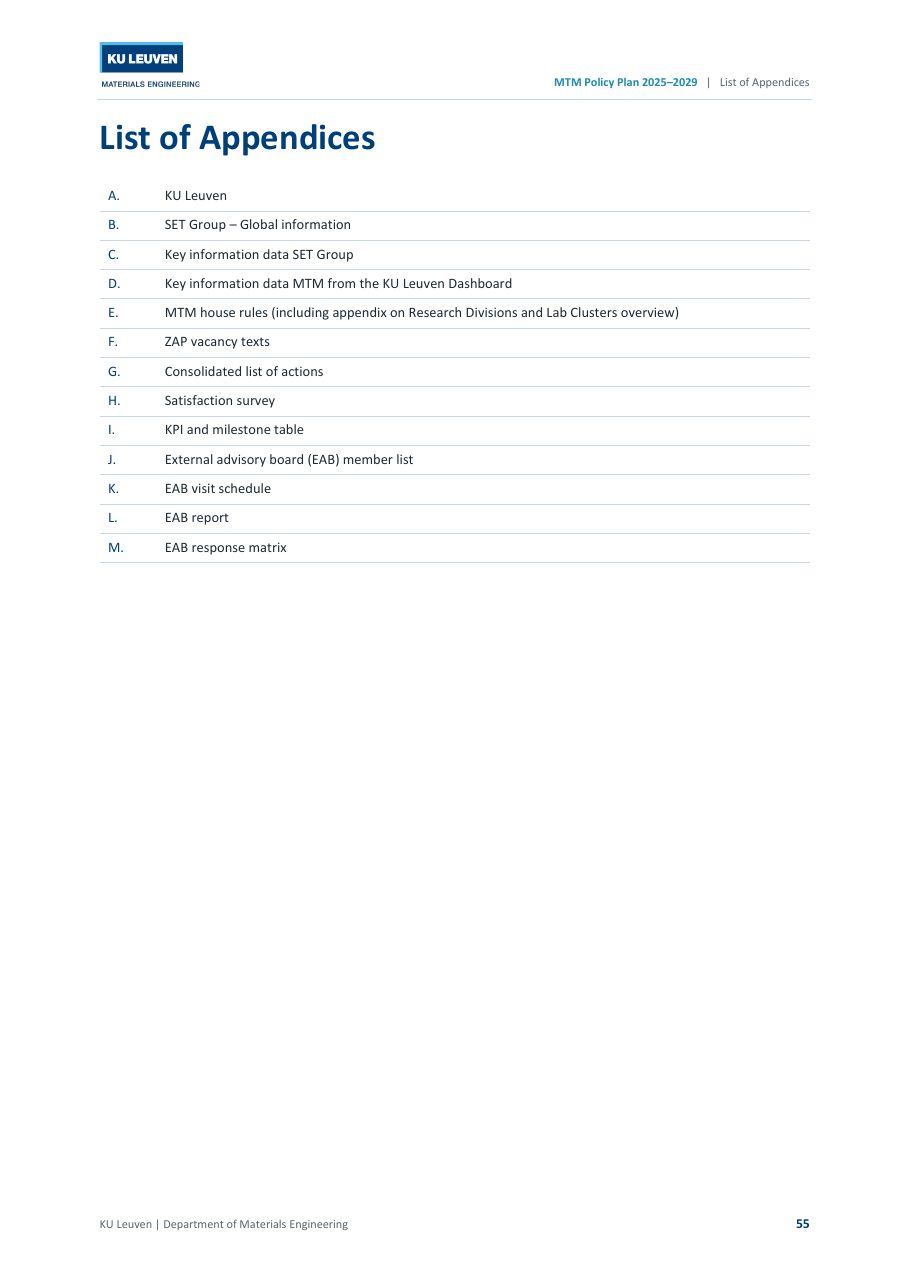 KU LEUVEN
MATERIALS ENGINEERING
MTM Policy Plan 2025–2029 | List of Appendices
List of Appendices
A. KU Leuven
B. SET Group – Global information
C. Key information data SET Group
D. Key information data MTM from the KU Leuven Dashboard
E. MTM house rules (including appendix on Research Divisions and Lab Clusters overview)
F. ZAP vacancy texts
G. Consolidated list of actions
H. Satisfaction survey
I. KPI and milestone table
J. External advisory board (EAB) member list
K. EAB visit schedule
L. EAB report
M. EAB response matrix
KU Leuven | Department of Materials Engineering 55